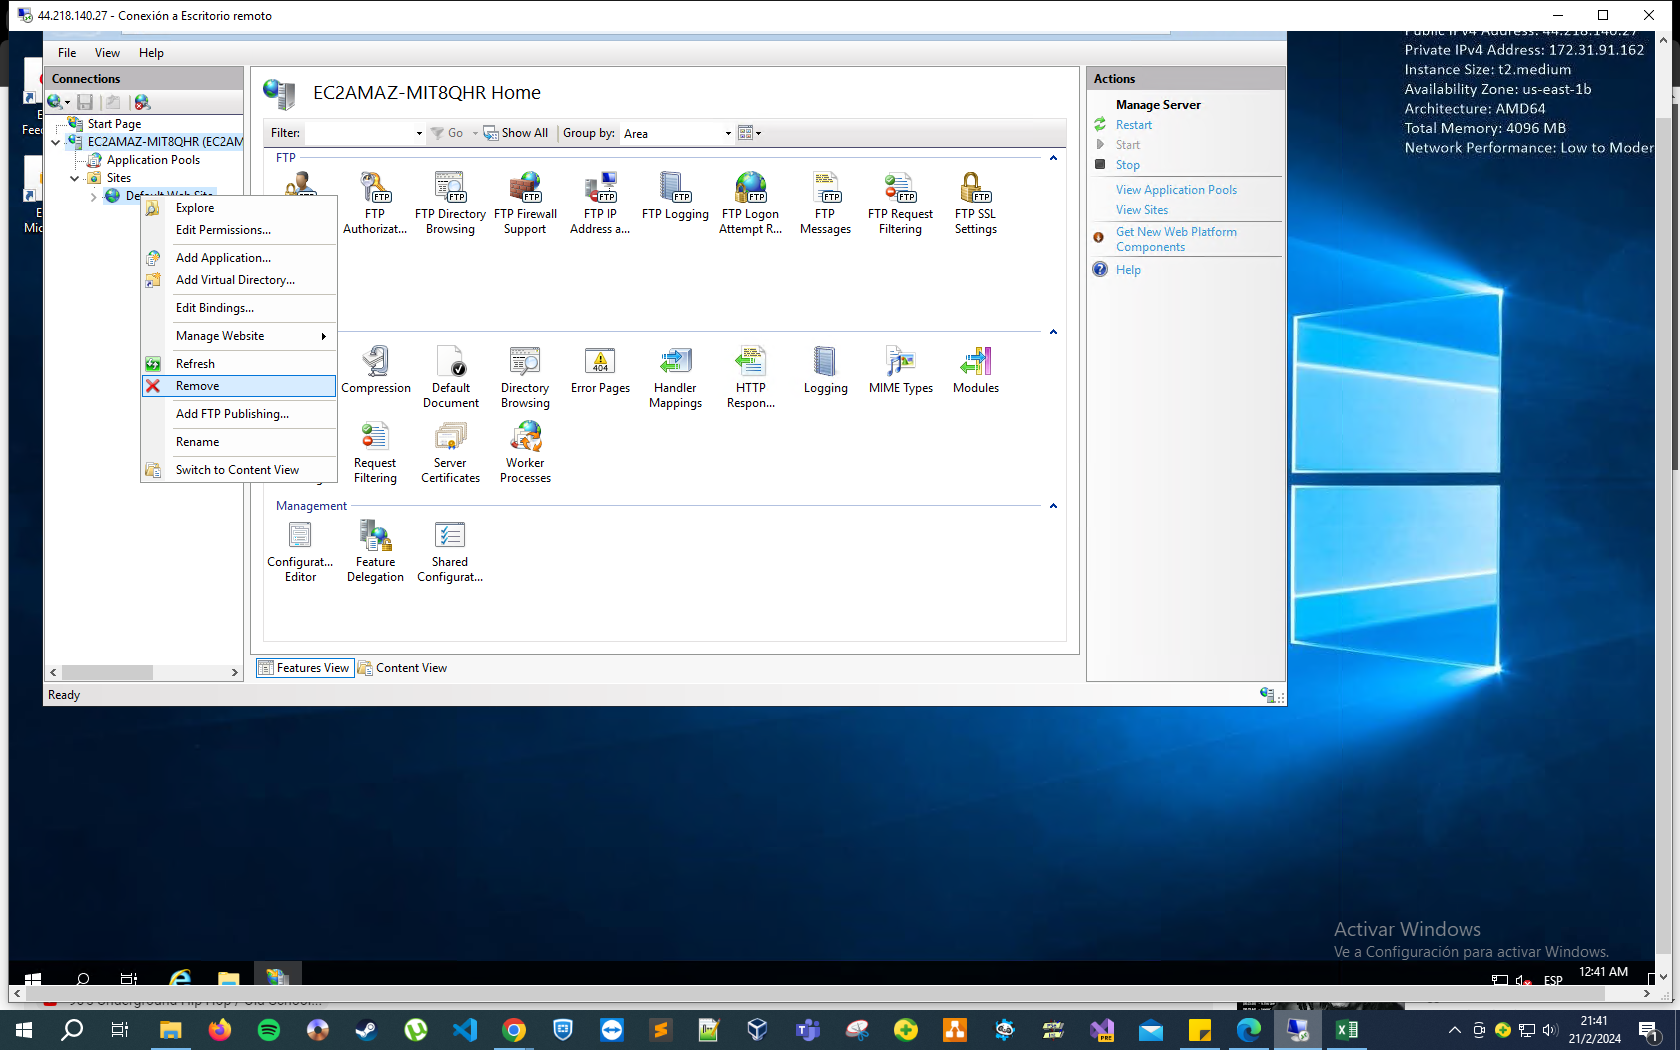 44.218.140.27 - Conexión a Escritorio remoto
Public IPv4 Address: 44.218.140.27
Private IPv4 Address: 172.31.91.162
Instance Size: t2.medium
Availability Zone: us-east-1b
Architecture: AMD64
Total Memory: 4096 MB
Network Performance: Low to Moder
File View Help
Connections
Start Page
EC2AMAZ-MIT8QHR (EC2AM
Application Pools
Sites
Default Web Site
Explore
Edit Permissions...
Add Application...
Add Virtual Directory...
Edit Bindings...
Manage Website
Refresh
Remove
Add FTP Publishing...
Rename
Switch to Content View
EC2AMAZ-MIT8QHR Home
Filter: Go Show All Group by: Area
FTP
FTP Authorizat...
FTP Directory Browsing
FTP Firewall Support
FTP IP Address a...
FTP Logging
FTP Logon Attempt R...
FTP Messages
FTP Request Filtering
FTP SSL Settings
Compression
Default Document
Directory Browsing
Error Pages
Handler Mappings
HTTP Respon...
Logging
MIME Types
Modules
Request Filtering
Server Certificates
Worker Processes
Management
Configurat... Editor
Feature Delegation
Shared Configurat...
Features View Content View
Ready
Actions
Manage Server
Restart
Start
Stop
View Application Pools
View Sites
Get New Web Platform Components
Help
Activar Windows
Ve a Configuración para activar Windows.
ESP 12:41 AM
21:41
21/2/2024